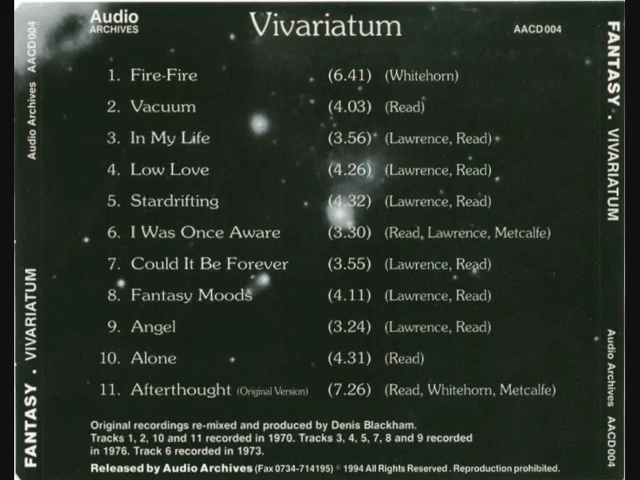 Audio
ARCHIVES
Vivariatum
AACD004
1. Fire-Fire (6.41) (Whitehorn)
2. Vacuum (4.03) (Read)
3. In My Life (3.56) (Lawrence, Read)
4. Low Love (4.26) (Lawrence, Read)
5. Stardrifting (4.32) (Lawrence, Read)
6. I Was Once Aware (3.30) (Read, Lawrence, Metcalfe)
7. Could It Be Forever (3.55) (Lawrence, Read)
8. Fantasy Moods (4.11) (Lawrence, Read)
9. Angel (3.24) (Lawrence, Read)
10. Alone (4.31) (Read)
11. Afterthought (Original Version) (7.26) (Read, Whitehorn, Metcalfe)
Original recordings re-mixed and produced by Denis Blackham.
Tracks 1, 2, 10 and 11 recorded in 1970. Tracks 3, 4, 5, 7, 8 and 9 recorded
in 1976. Track 6 recorded in 1973.
Released by Audio Archives (Fax 0734-714195) © 1994 All Rights Reserved . Reproduction prohibited.
FANTASY . VIVARIATUM Audio Archives AACD004
FANTASY . VIVARIATUM Audio Archives AACD004